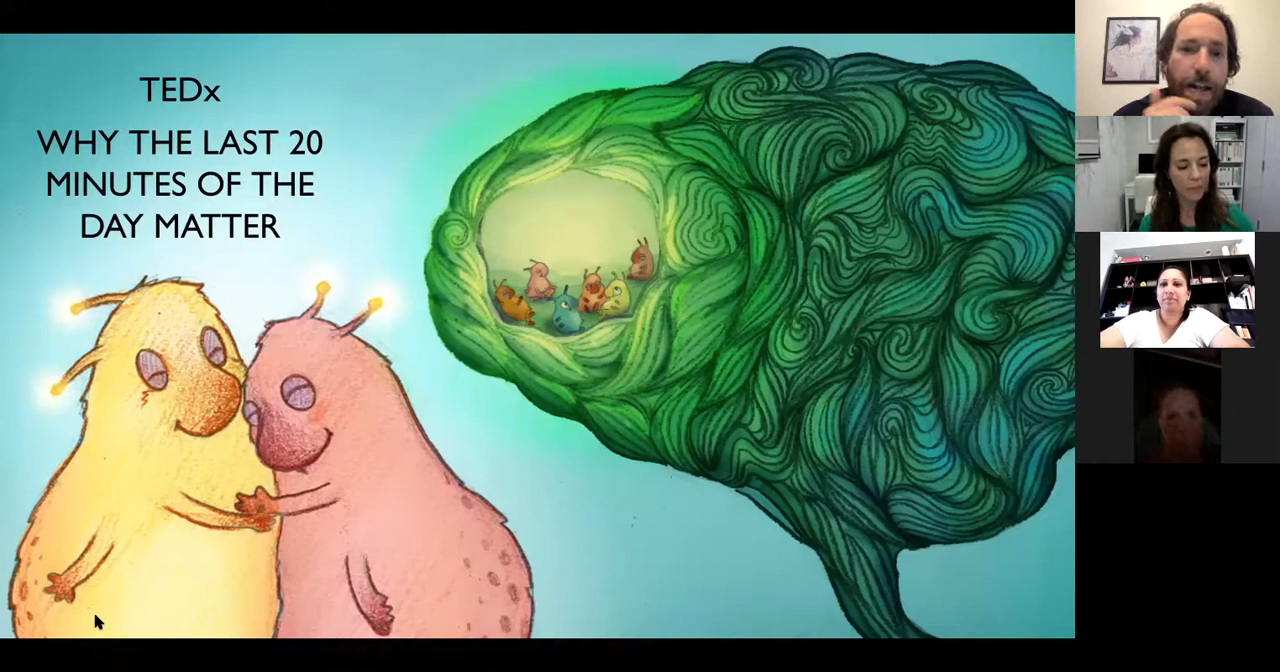 TEDx
WHY THE LAST 20
MINUTES OF THE
DAY MATTER